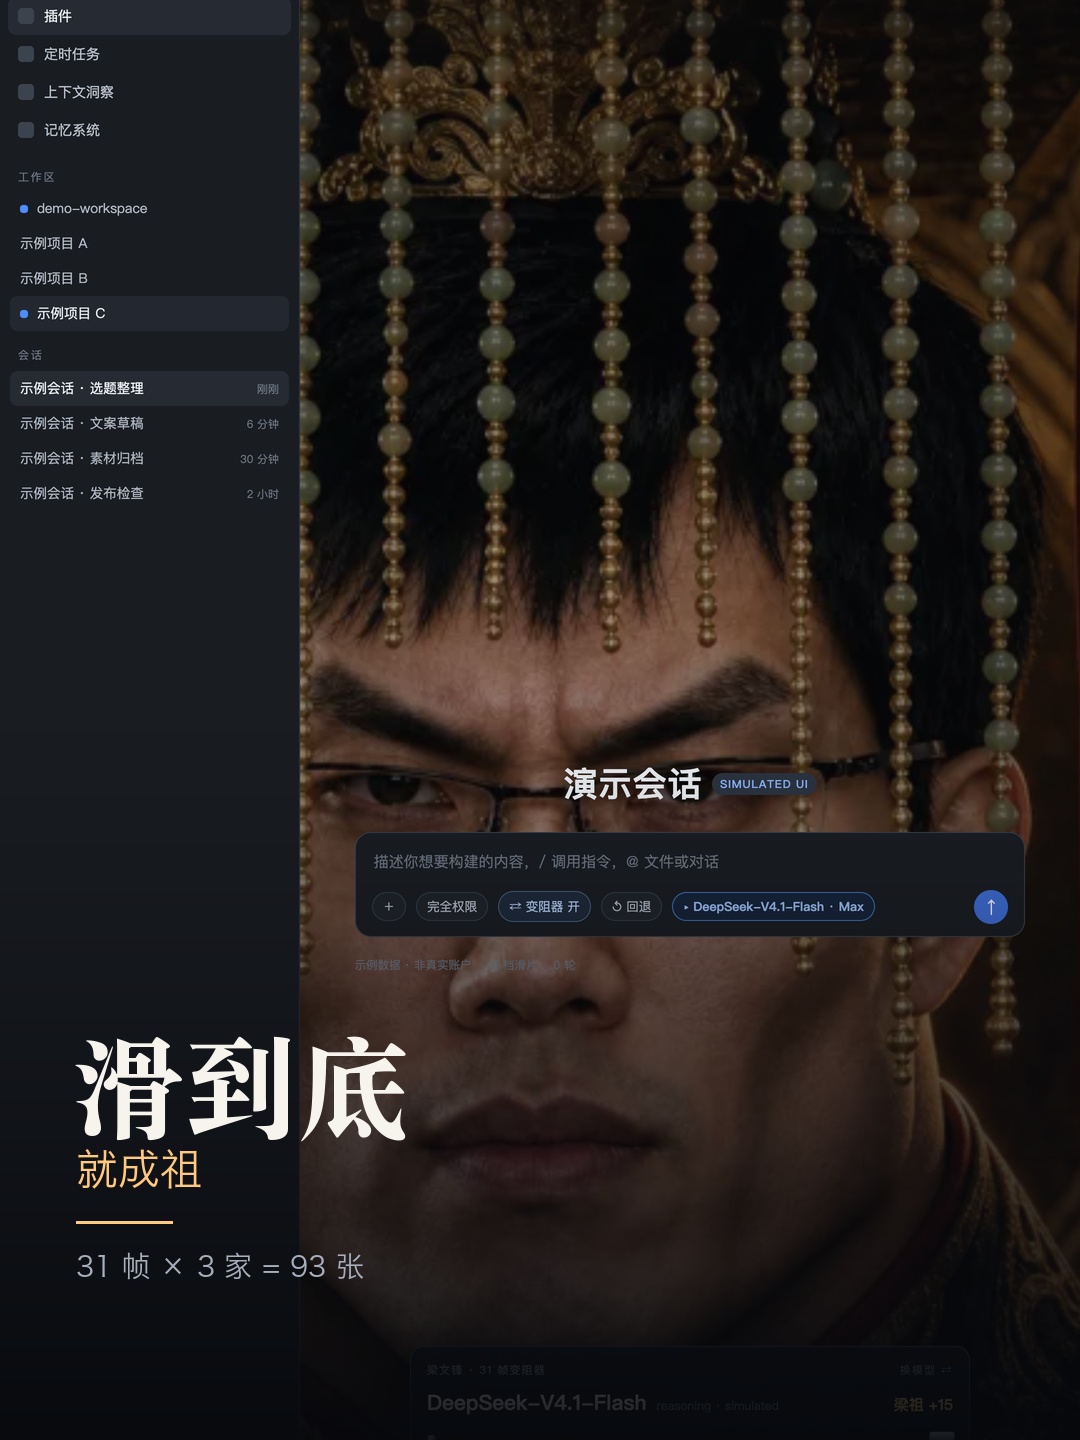 插件
定时任务
上下文洞察
记忆系统
工作区
demo-workspace
示例项目 A
示例项目 B
示例项目 C
会话
示例会话 · 选题整理 刚刚
示例会话 · 文案草稿 6 分钟
示例会话 · 素材归档 30 分钟
示例会话 · 发布检查 2 小时
演示会话 SIMULATED UI
描述你想要构建的内容，/ 调用指令，@ 文件或对话
+ 完全权限 ⇄ 变阻器 开 回退 DeepSeek-V4.1-Flash · Max ↑
示例数据 · 非真实账户 0 轮
滑到底
就成祖
31 帧 × 3 家 = 93 张
梁文锋 · 31 帧变阻器 换模型
DeepSeek-V4.1-Flash reasoning · simulated 梁祖 +15